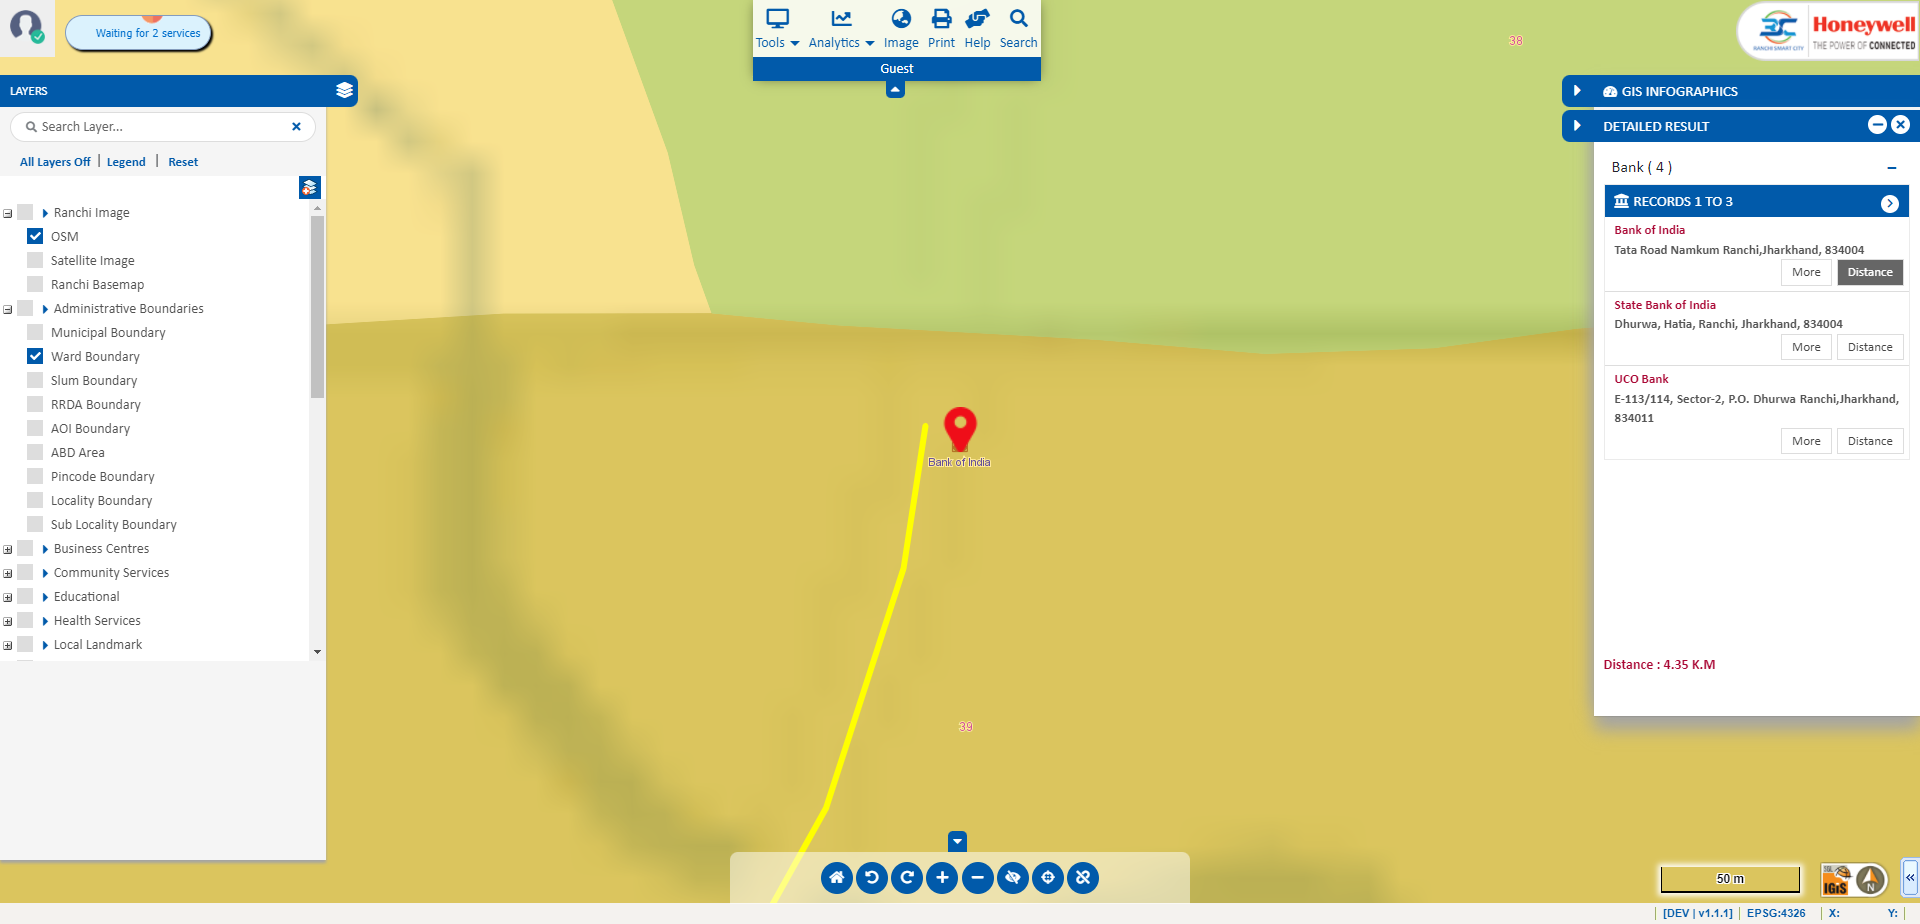 Waiting for 2 services
Tools
Analytics
Image
Print
Help
Search
Guest
38
RANCHI SMART CITY
Honeywell
THE POWER OF CONNECTED
LAYERS
Search Layer...
All Layers Off | Legend | Reset
Ranchi Image
OSM
Satellite Image
Ranchi Basemap
Administrative Boundaries
Municipal Boundary
Ward Boundary
Slum Boundary
RRDA Boundary
AOI Boundary
ABD Area
Pincode Boundary
Locality Boundary
Sub Locality Boundary
Business Centres
Community Services
Educational
Health Services
Local Landmark
Bank of India
39
GIS INFOGRAPHICS
DETAILED RESULT
Bank ( 4 )
RECORDS 1 TO 3
Bank of India
Tata Road Namkum Ranchi,Jharkhand, 834004
More
Distance
State Bank of India
Dhurwa, Hatia, Ranchi, Jharkhand, 834004
More
Distance
UCO Bank
E-113/114, Sector-2, P.O. Dhurwa Ranchi,Jharkhand,
834011
More
Distance
Distance : 4.35 K.M
50 m
IGiS
N
[DEV | v1.1.1] EPSG:4326 X: Y: